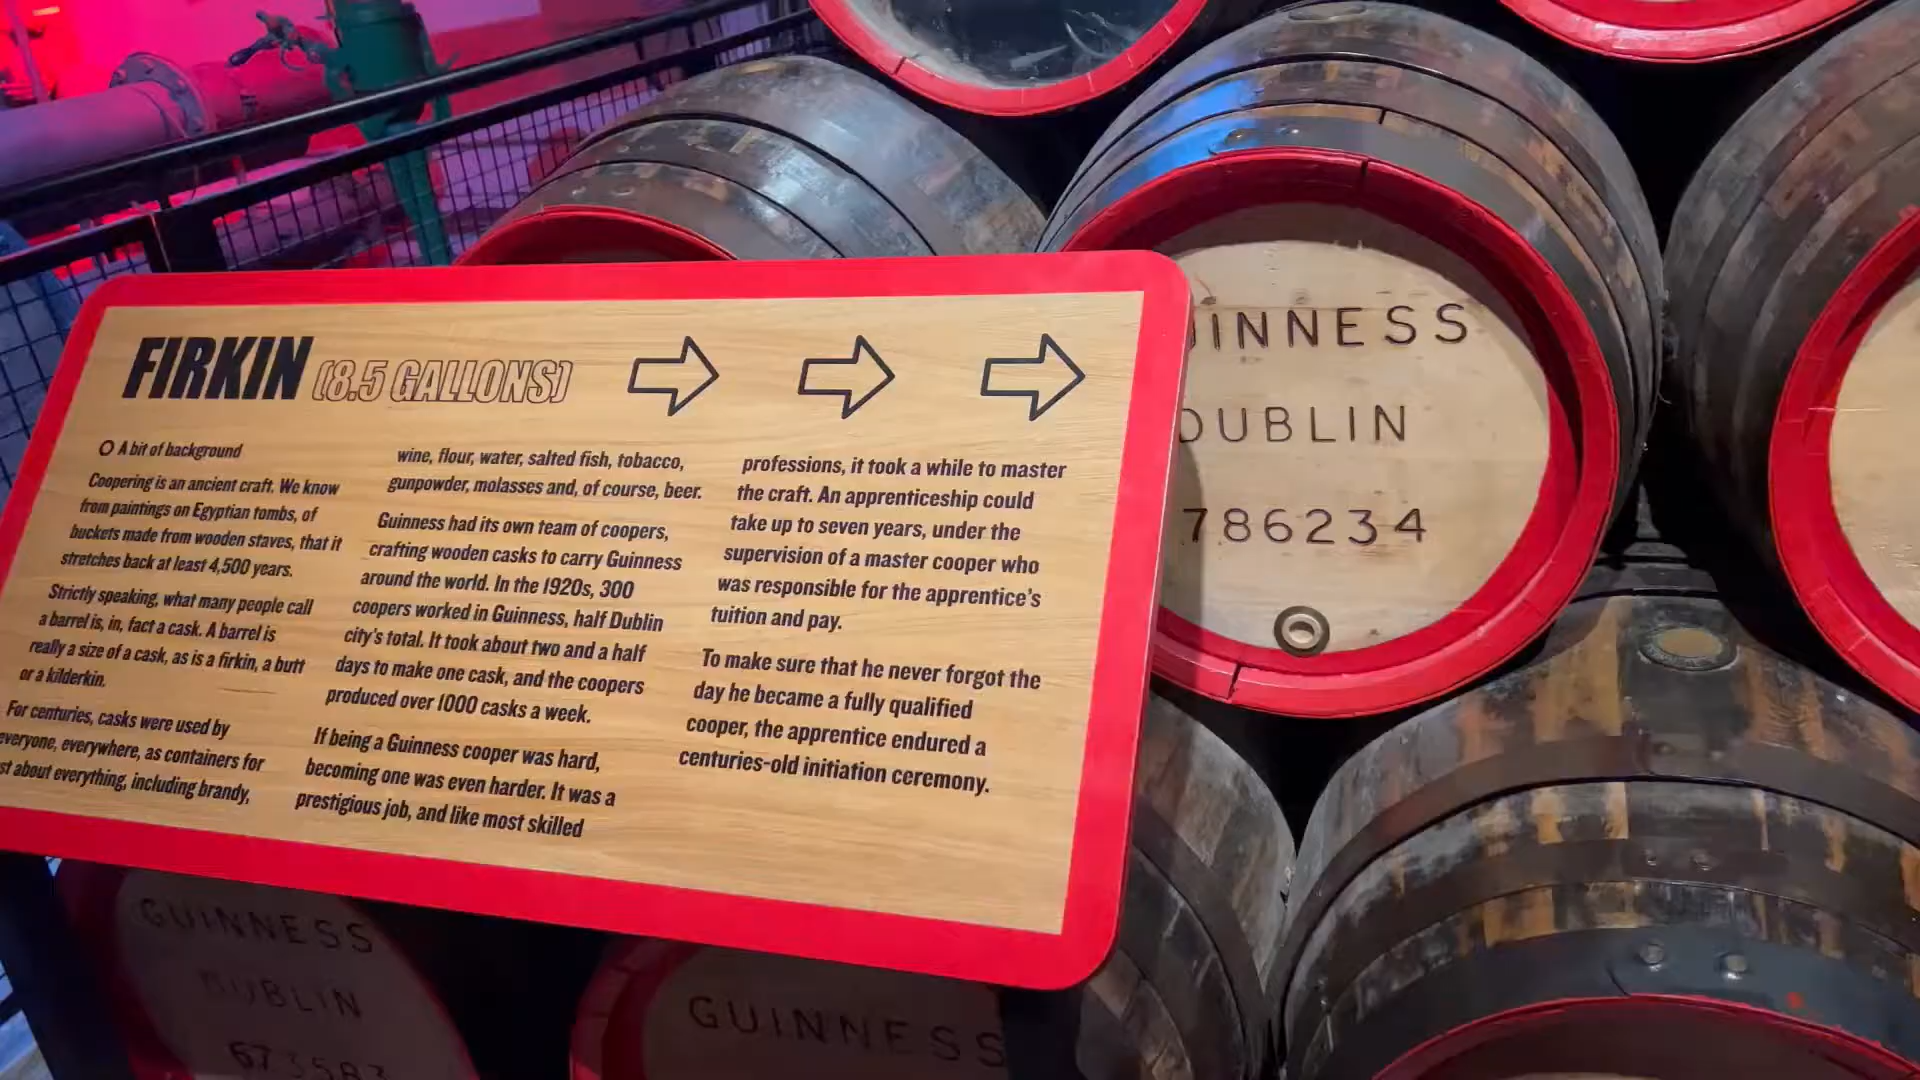 FIRKIN (8.5 GALLONS)
A bit of background
Coopering is an ancient craft. We know
from paintings on Egyptian tombs, of
buckets made from wooden staves, that it
stretches back at least 4,500 years.
Strictly speaking, what many people call
a barrel is, in, fact a cask. A barrel is
really a size of a cask, as is a firkin, a butt
or a kilderkin.
For centuries, casks were used by
everyone, everywhere, as containers for
about everything, including brandy,
wine, flour, water, salted fish, tobacco,
gunpowder, molasses and, of course, beer.
Guinness had its own team of coopers,
crafting wooden casks to carry Guinness
around the world. In the 1920s, 300
coopers worked in Guinness, half Dublin
city's total. It took about two and a half
days to make one cask, and the coopers
produced over 1000 casks a week.
If being a Guinness cooper was hard,
becoming one was even harder. It was a
prestigious job, and like most skilled
professions, it took a while to master
the craft. An apprenticeship could
take up to seven years, under the
supervision of a master cooper who
was responsible for the apprentice's
tuition and pay.
To make sure that he never forgot the
day he became a fully qualified
cooper, the apprentice endured a
centuries-old initiation ceremony.
UINNESS
DUBLIN
786234
GUINNESS
DUBLIN
GUINNESS